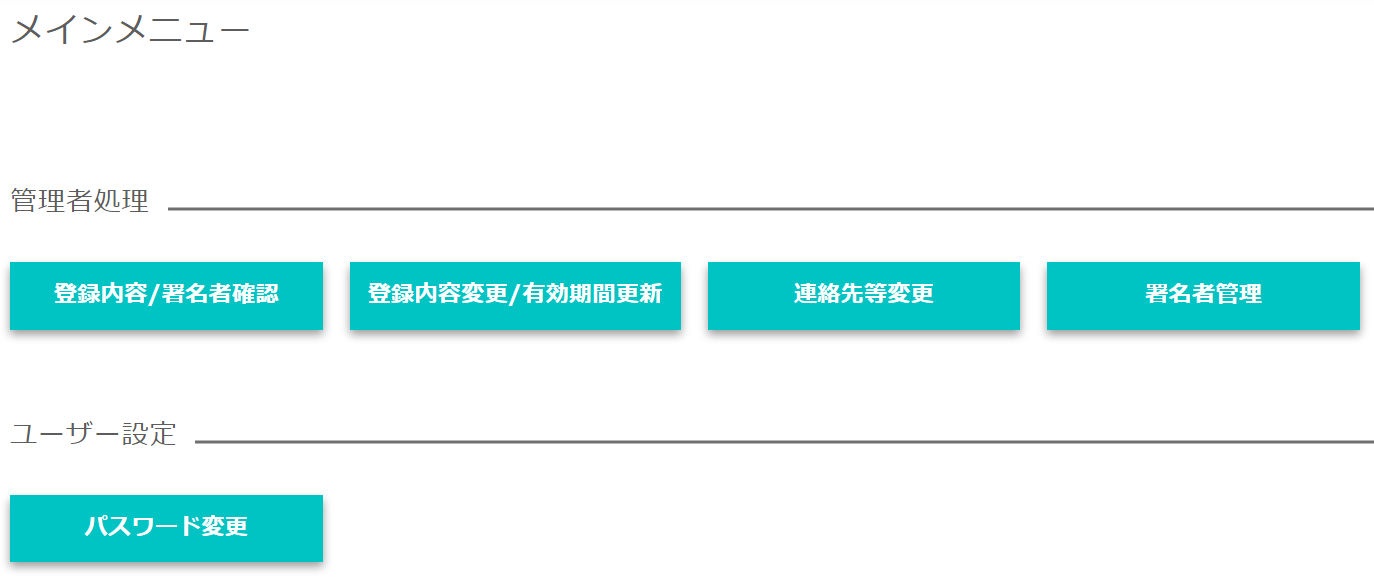 メインメニュー
管理者処理
登録内容/署名者確認
登録内容変更/有効期間更新
連絡先等変更
署名者管理
ユーザー設定
パスワード変更